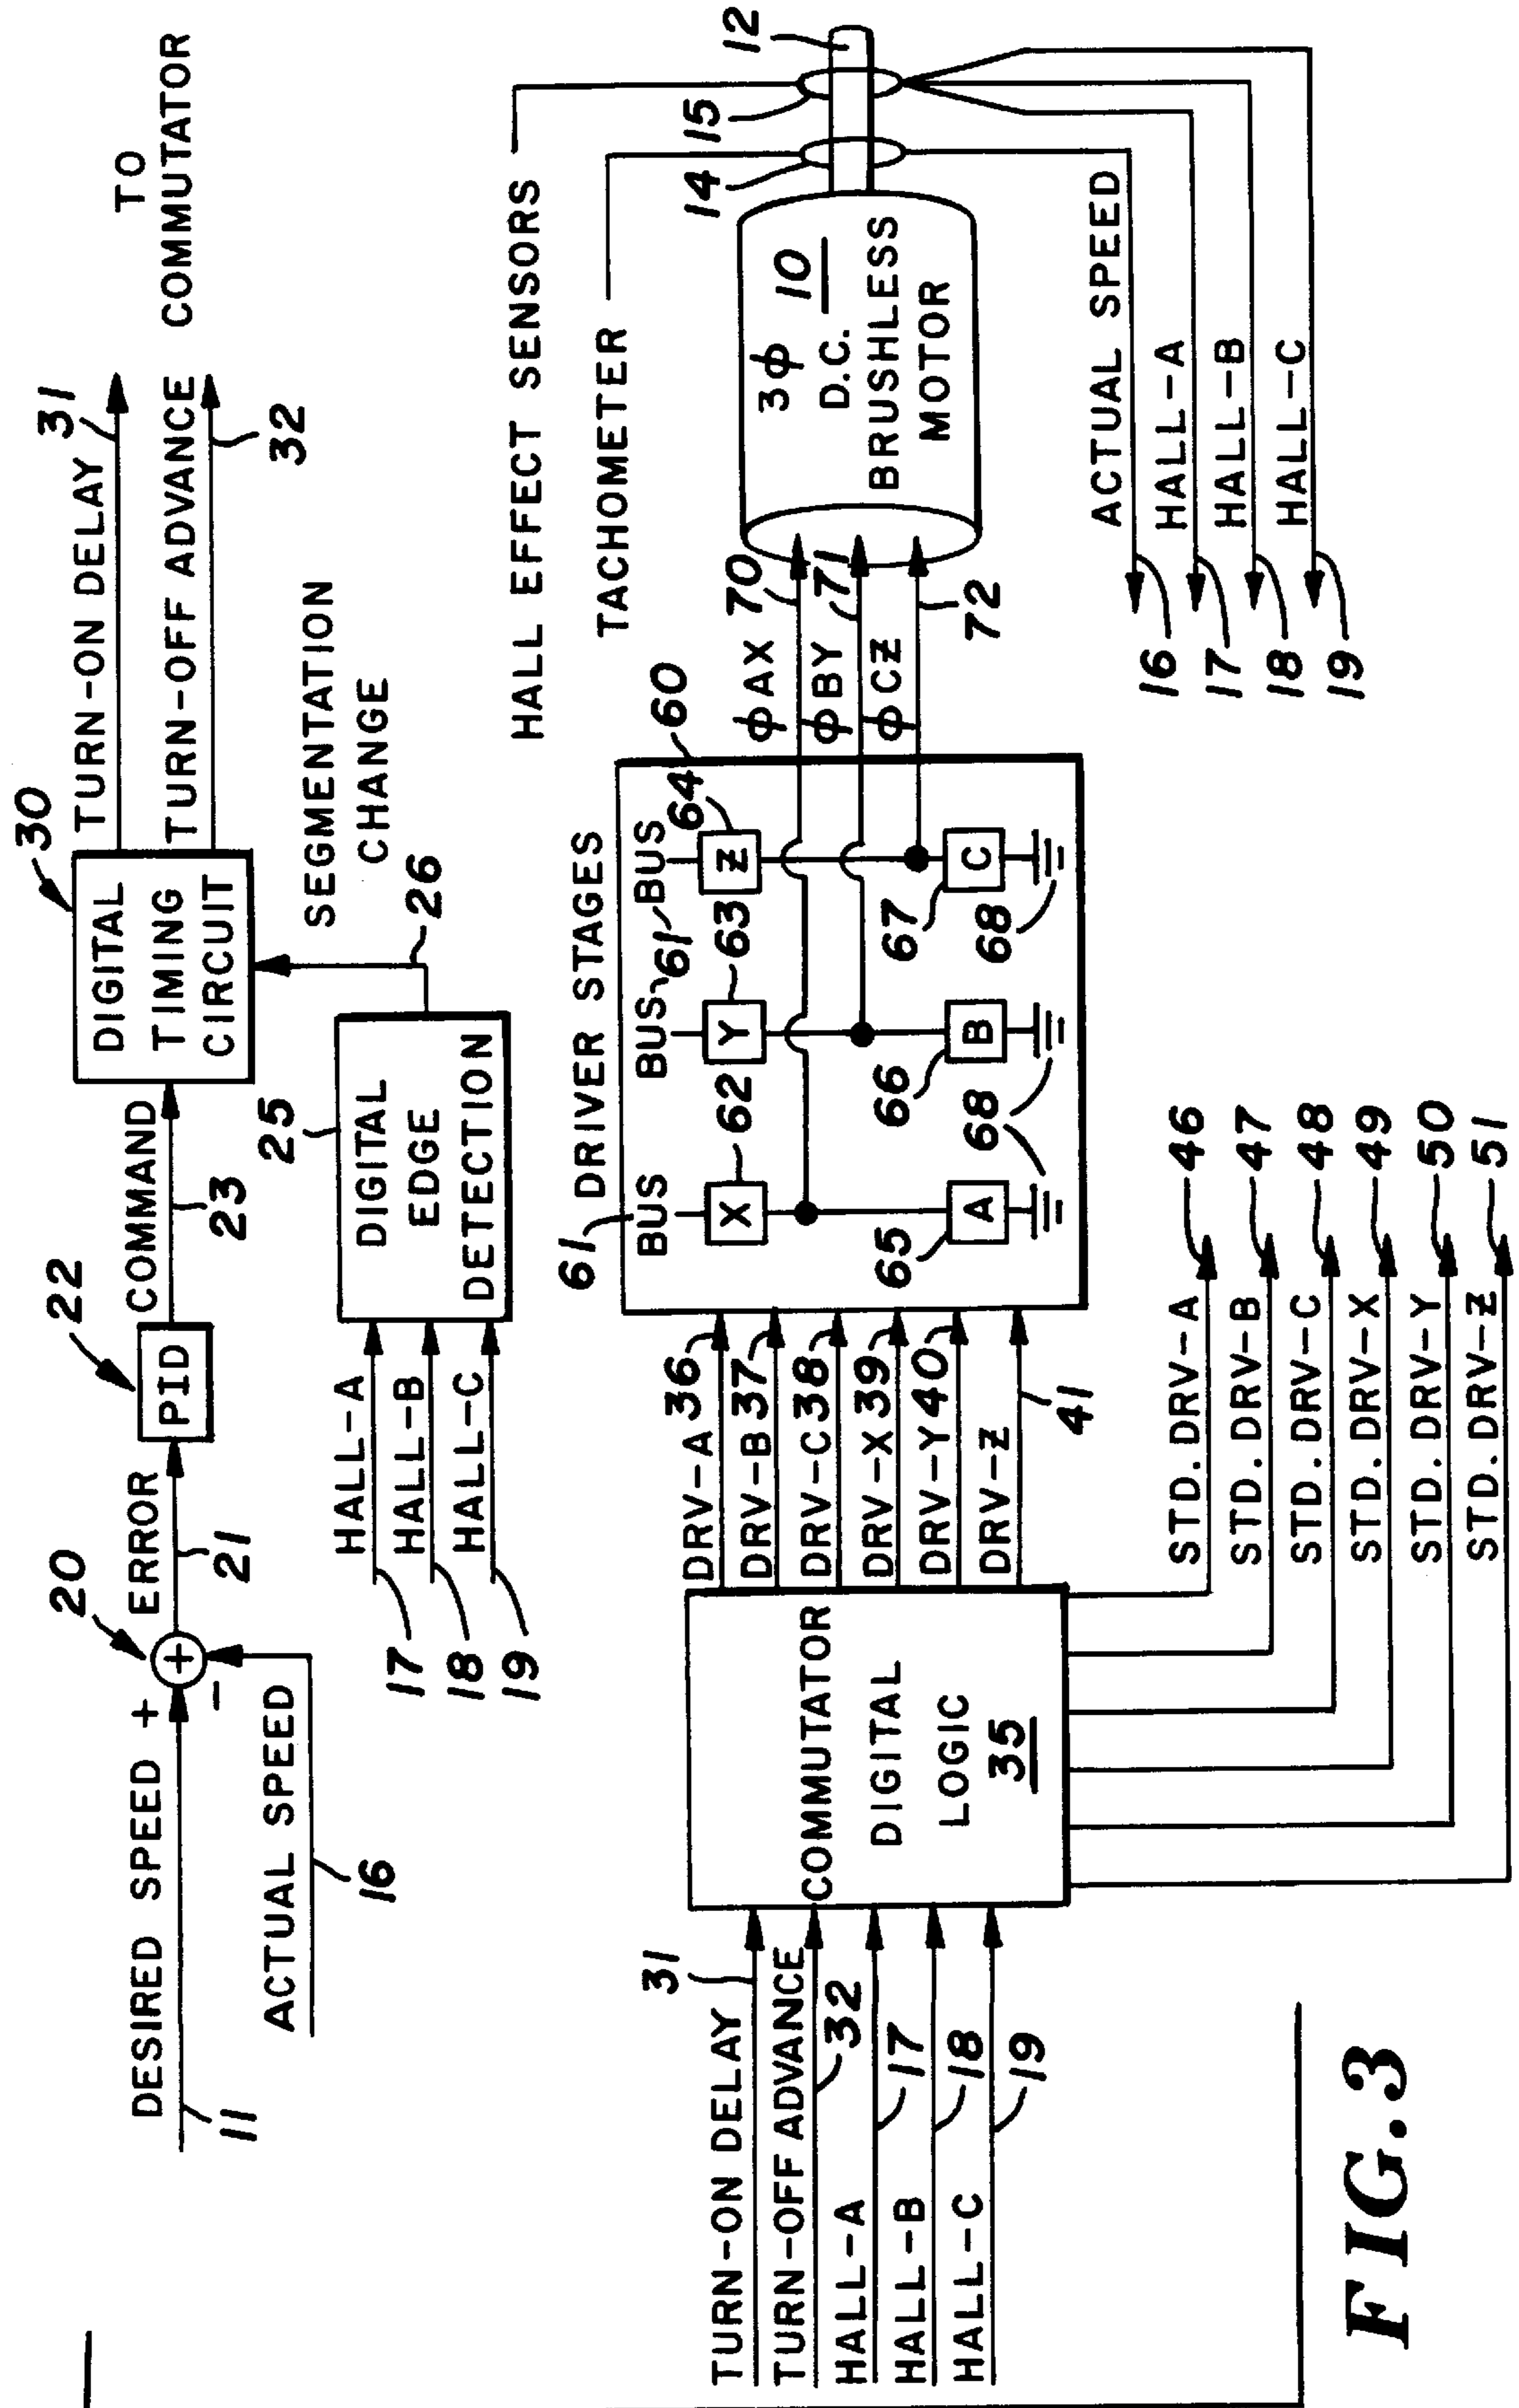 TO
COMMUTATOR
31
TURN-ON DELAY
TURN-OFF ADVANCE
32
30
DIGITAL
TIMING
CIRCUIT
SEGMENTATION
CHANGE
26
COMMAND
23
22
PID
ERROR
21
20
+
DESIRED SPEED +
-
11
ACTUAL SPEED
16
25
DIGITAL
EDGE
DETECTION
HALL-A
HALL-B
HALL-C
17
18
19
HALL EFFECT SENSORS
TACHOMETER
14
15
12
3ϕ
10
D.C.
BRUSHLESS
MOTOR
ϕAX
70
ϕBY
71
ϕCZ
72
ACTUAL SPEED
HALL-A
HALL-B
HALL-C
16
17
18
19
60
DRIVER STAGES
61
BUS
BUS
61
BUS
X
62
Y
63
Z
64
65
A
66
B
67
C
68
68
DRV-A 36
DRV-B 37
DRV-C 38
DRV-X 39
DRV-Y 40
DRV-Z
41
COMMUTATOR
DIGITAL
LOGIC
35
TURN-ON DELAY
31
TURN-OFF ADVANCE
32
HALL-A
17
HALL-B
18
HALL-C
19
STD.DRV-A
46
STD.DRV-B
47
STD.DRV-C
48
STD.DRV-X
49
STD.DRV-Y
50
STD.DRV-Z
51
FIG.3